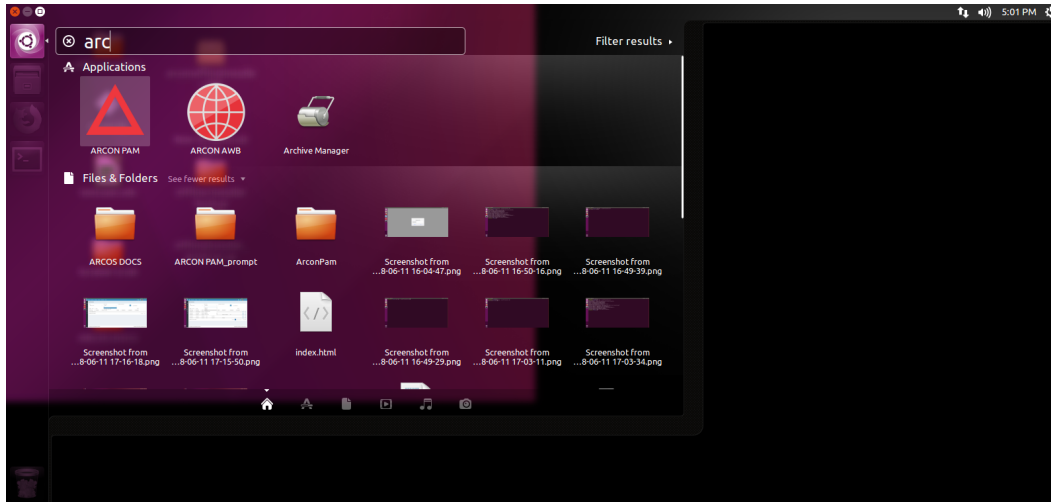 5:01 PM
arc
Filter results
Applications
ARCON PAM
ARCON AWB
Archive Manager
Files & Folders See fewer results
ARCOS DOCS
ARCON PAM_prompt
ArconPam
Screenshot from
...8-06-11 16-04-47.png
Screenshot from
...8-06-11 16-50-16.png
Screenshot from
...8-06-11 16-49-39.png
Screenshot from
...8-06-11 17-16-18.png
Screenshot from
...8-06-11 17-15-50.png
index.html
Screenshot from
...8-06-11 16-49-29.png
Screenshot from
...8-06-11 17-03-11.png
Screenshot from
...8-06-11 17-03-34.png